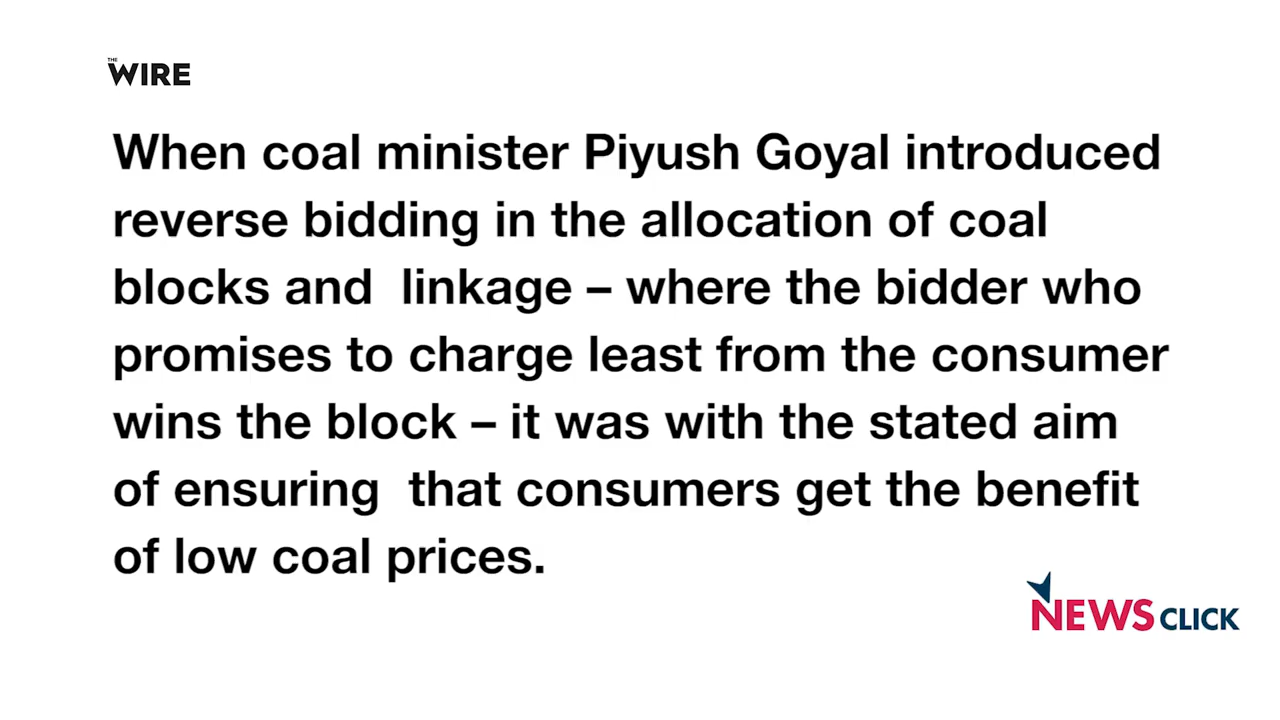 THE
WIRE
When coal minister Piyush Goyal introduced
reverse bidding in the allocation of coal
blocks and  linkage – where the bidder who
promises to charge least from the consumer
wins the block – it was with the stated aim
of ensuring  that consumers get the benefit
of low coal prices.
NEWSCLICK